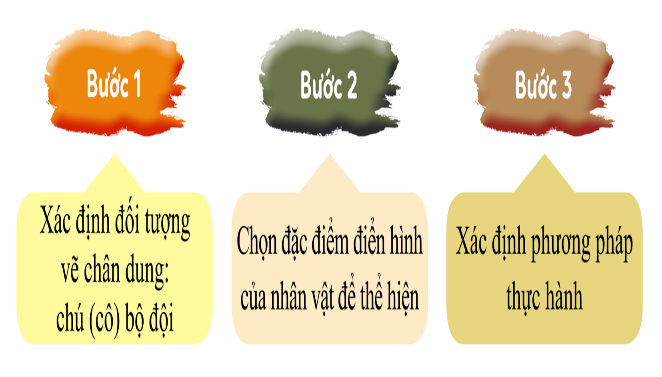 Bước 1
Xác định đối tượng
vẽ chân dung:
chú (cô) bộ đội
Bước 2
Chọn đặc điểm điển hình
của nhân vật để thể hiện
Bước 3
Xác định phương pháp
thực hành